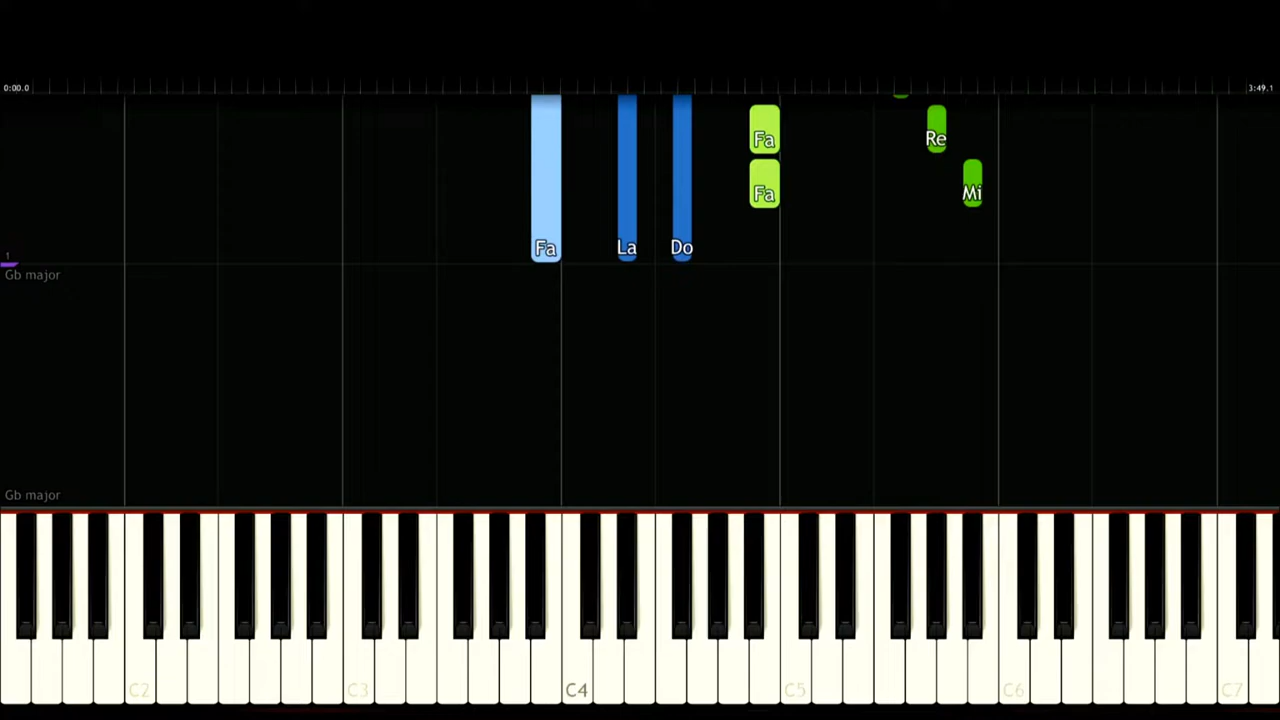 0:00.0 3:49.1
Fa Re
Fa Mi
Fa La Do
1
Gb major
Gb major
C2 C3 C4 C5 C6 C7